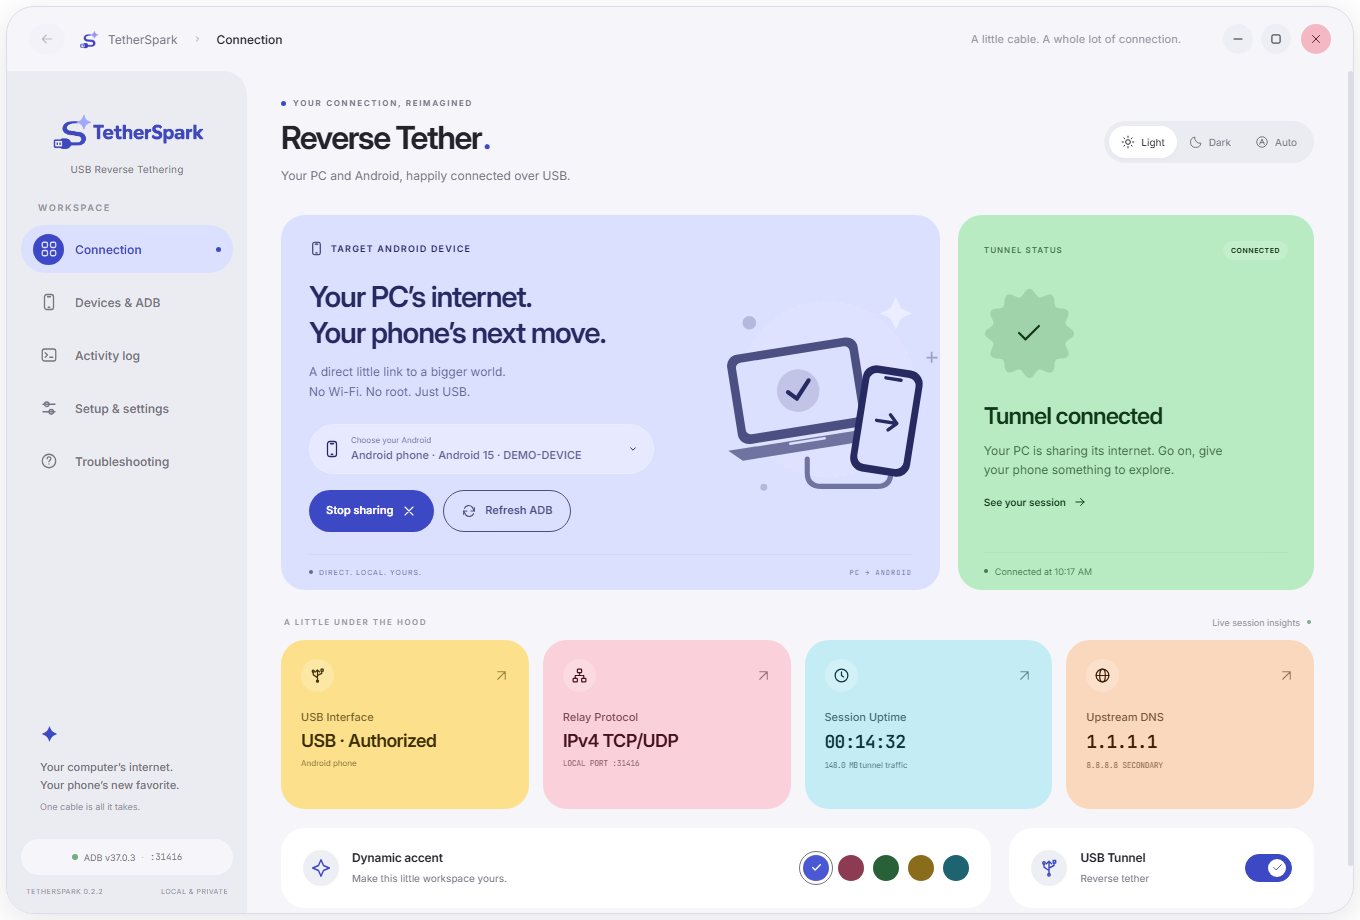 TetherSpark
Connection
A little cable. A whole lot of connection.
TetherSpark
USB Reverse Tethering
WORKSPACE
Connection
Devices & ADB
Activity log
Setup & settings
Troubleshooting
Your computer's internet.
Your phone's new favorite.
One cable is all it takes.
ADB v37.0.3 · :31416
TETHERSPARK 0.2.2
LOCAL & PRIVATE
YOUR CONNECTION, REIMAGINED
Reverse Tether.
Your PC and Android, happily connected over USB.
Light
Dark
Auto
TARGET ANDROID DEVICE
Your PC's internet.
Your phone's next move.
A direct little link to a bigger world.
No Wi-Fi. No root. Just USB.
Choose your Android
Android phone · Android 15 · DEMO-DEVICE
Stop sharing
Refresh ADB
DIRECT. LOCAL. YOURS.
PC → ANDROID
TUNNEL STATUS
CONNECTED
Tunnel connected
Your PC is sharing its internet. Go on, give
your phone something to explore.
See your session
Connected at 10:17 AM
A LITTLE UNDER THE HOOD
Live session insights
USB Interface
USB · Authorized
Android phone
Relay Protocol
IPv4 TCP/UDP
LOCAL PORT :31416
Session Uptime
00:14:32
148.0 MB tunnel traffic
Upstream DNS
1.1.1.1
8.8.8.8 SECONDARY
Dynamic accent
Make this little workspace yours.
USB Tunnel
Reverse tether